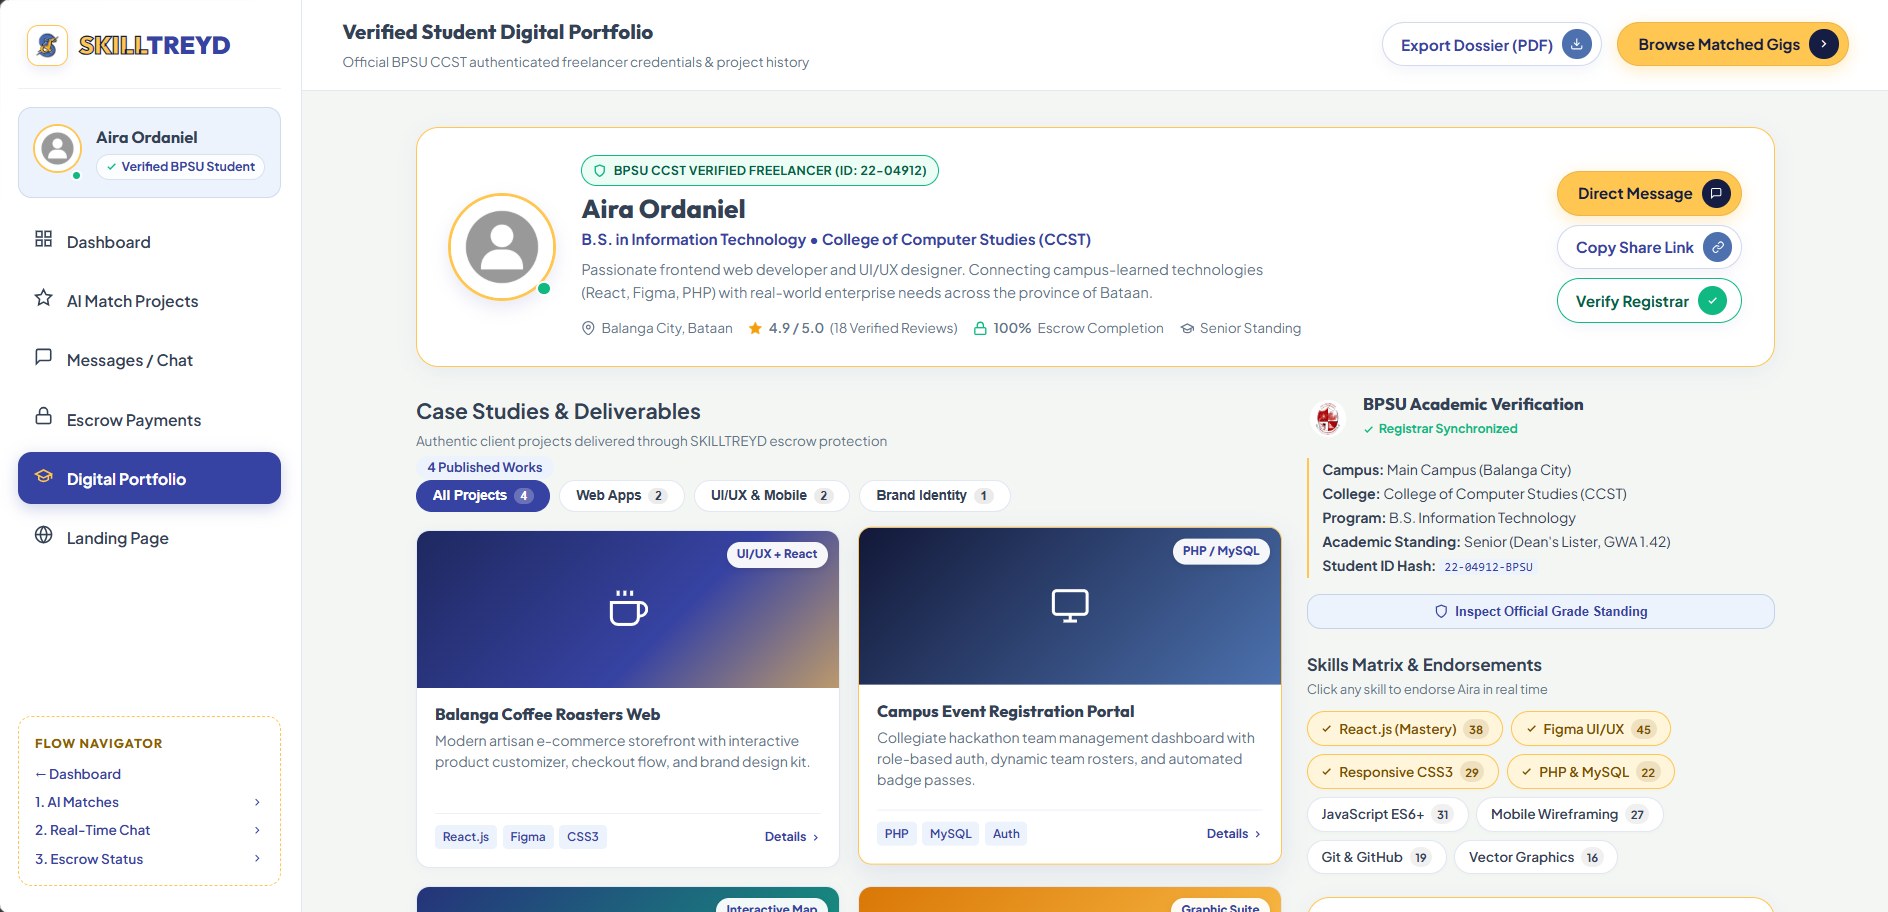 SKILLTREYD
Aira Ordaniel
Verified BPSU Student
Dashboard
AI Match Projects
Messages / Chat
Escrow Payments
Digital Portfolio
Landing Page
FLOW NAVIGATOR
← Dashboard
1. AI Matches
2. Real-Time Chat
3. Escrow Status
Verified Student Digital Portfolio
Official BPSU CCST authenticated freelancer credentials & project history
Export Dossier (PDF)
Browse Matched Gigs
BPSU CCST VERIFIED FREELANCER (ID: 22-04912)
Aira Ordaniel
B.S. in Information Technology • College of Computer Studies (CCST)
Passionate frontend web developer and UI/UX designer. Connecting campus-learned technologies
(React, Figma, PHP) with real-world enterprise needs across the province of Bataan.
Balanga City, Bataan 4.9 / 5.0 (18 Verified Reviews) 100% Escrow Completion Senior Standing
Direct Message
Copy Share Link
Verify Registrar
Case Studies & Deliverables
Authentic client projects delivered through SKILLTREYD escrow protection
4 Published Works
All Projects 4 Web Apps 2 UI/UX & Mobile 2 Brand Identity 1
UI/UX + React
Balanga Coffee Roasters Web
Modern artisan e-commerce storefront with interactive
product customizer, checkout flow, and brand design kit.
React.js Figma CSS3 Details
PHP / MySQL
Campus Event Registration Portal
Collegiate hackathon team management dashboard with
role-based auth, dynamic team rosters, and automated
badge passes.
PHP MySQL Auth Details
Interactive Map
Graphic Suite
BPSU Academic Verification
Registrar Synchronized
Campus: Main Campus (Balanga City)
College: College of Computer Studies (CCST)
Program: B.S. Information Technology
Academic Standing: Senior (Dean's Lister, GWA 1.42)
Student ID Hash: 22-04912-BPSU
Inspect Official Grade Standing
Skills Matrix & Endorsements
Click any skill to endorse Aira in real time
React.js (Mastery) 38 Figma UI/UX 45
Responsive CSS3 29 PHP & MySQL 22
JavaScript ES6+ 31 Mobile Wireframing 27
Git & GitHub 19 Vector Graphics 16